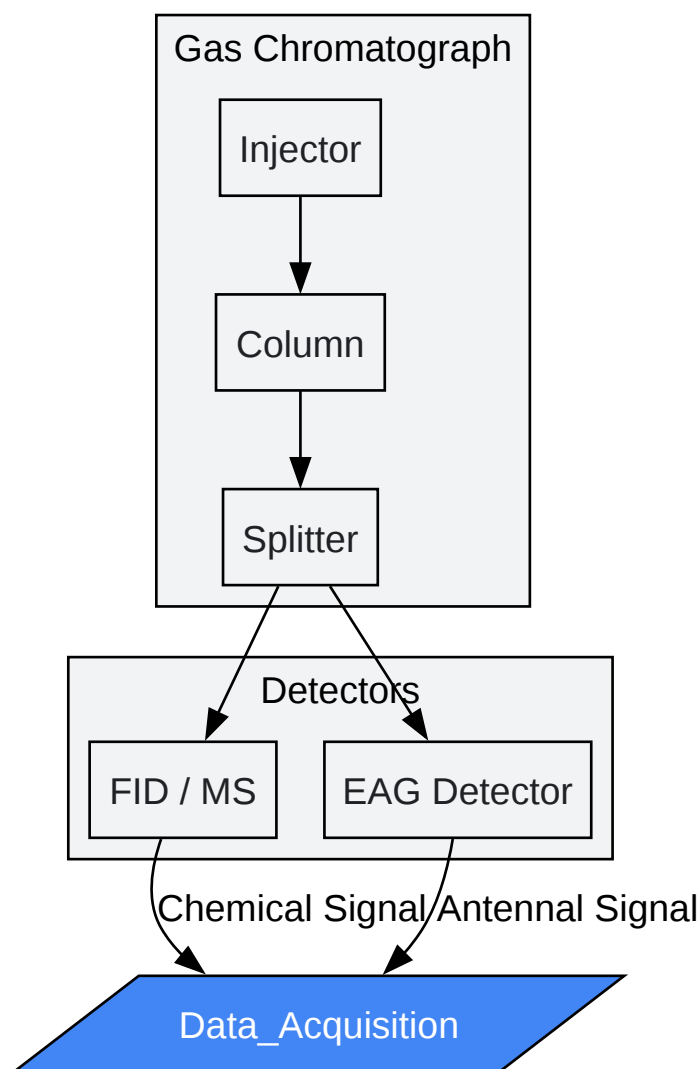 Gas Chromatograph
Injector
Column
Splitter
Detectors
FID / MS
EAG Detector
Chemical Signal
Antennal Signal
Data_Acquisition